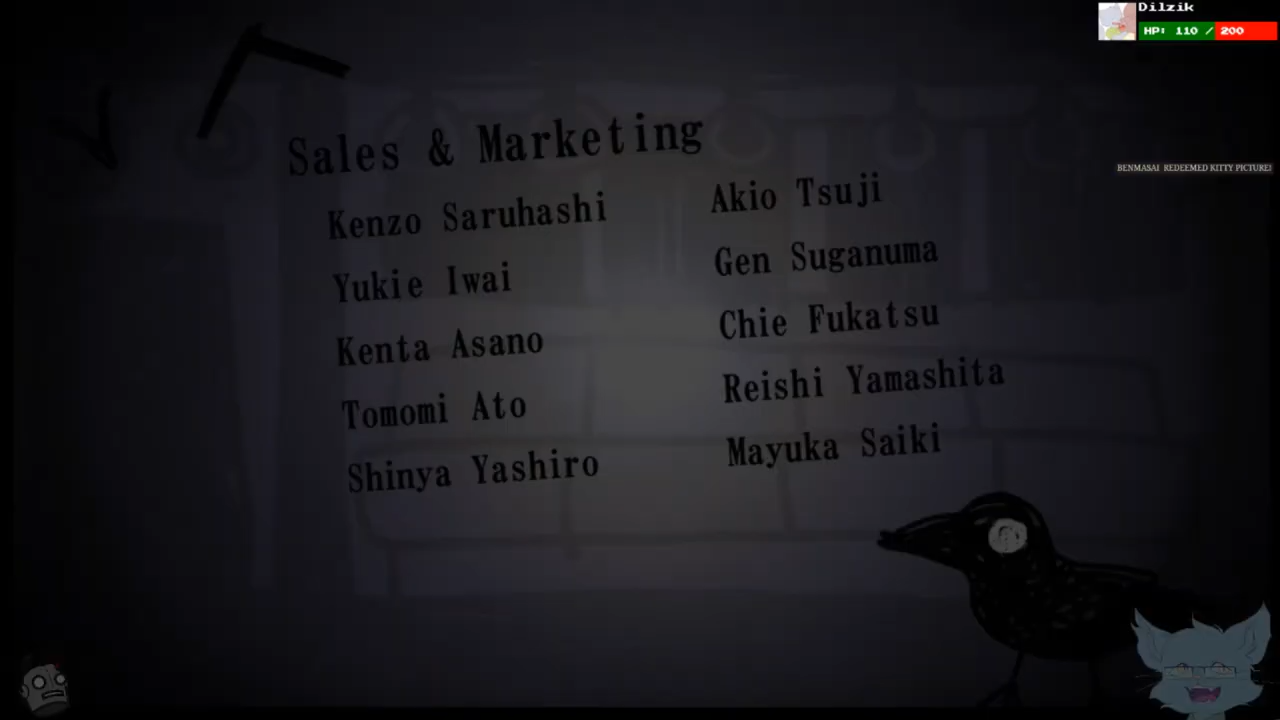 Dilzik
HP: 110 / 200
BENMASAI REDEEMED KITTY PICTURE!
Sales & Marketing
Kenzo Saruhashi
Yukie Iwai
Kenta Asano
Tomomi Ato
Shinya Yashiro
Akio Tsuji
Gen Suganuma
Chie Fukatsu
Reishi Yamashita
Mayuka Saiki